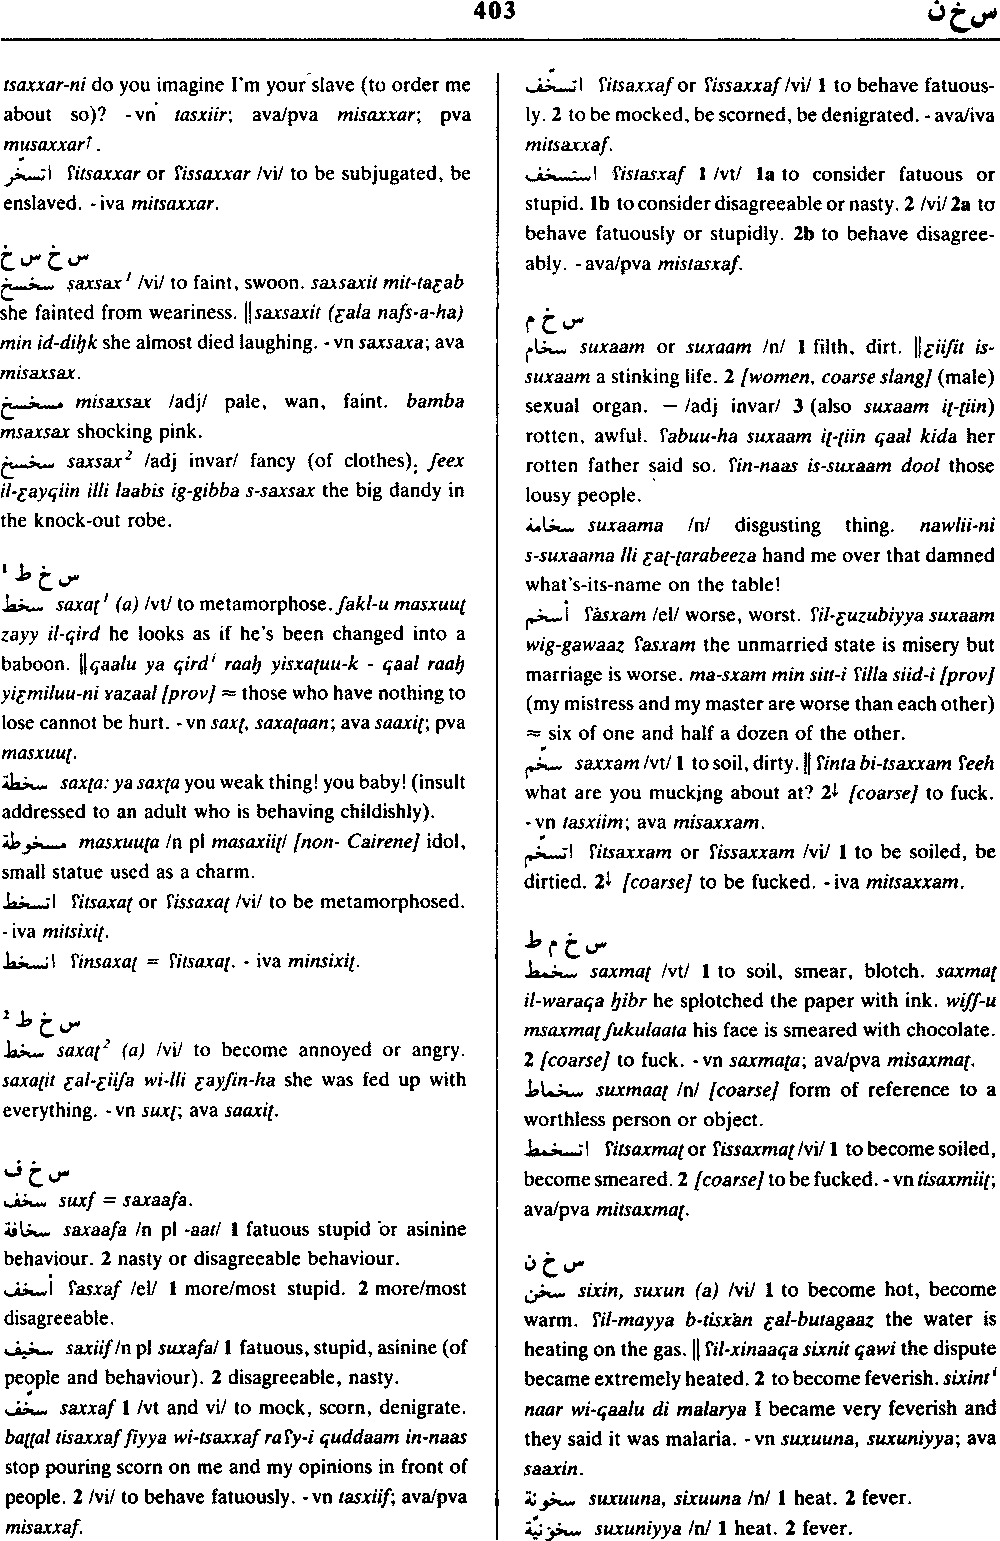 403
س خ ن
tsaxxar-ni do you imagine I'm your slave (to order me
about so)? -vn tasxiir; ava/pva misaxxar; pva
musaxxar↑.
اتسخّر ʕitsaxxar or ʕissaxxar /vi/ to be subjugated, be
enslaved. -iva mitsaxxar.
س خ س خ
سخسخ saxsax¹ /vi/ to faint, swoon. saxsaxit mit-taƹab
she fainted from weariness. ‖saxsaxit (ƹala nafs-a-ha)
min id-diḥk she almost died laughing. -vn saxsaxa; ava
misaxsax.
مسخسخ misaxsax /adj/ pale, wan, faint. bamba
msaxsax shocking pink.
سخسخ saxsax² /adj invar/ fancy (of clothes). ʃeex
il-ƹayqiin illi laabis ig-gibba s-saxsax the big dandy in
the knock-out robe.
س خ ط ¹
سخط saxaṭ¹ (a) /vt/ to metamorphose. ʃakl-u masxuuṭ
zayy il-qird he looks as if he's been changed into a
baboon. ‖qaalu ya qirdⁱ raaḥ yisxaṭuu-k - qaal raaḥ
yiƹmiluu-ni ɤazaal [prov] ≈ those who have nothing to
lose cannot be hurt. -vn saxṭ, saxaṭaan; ava saaxiṭ; pva
masxuuṭ.
سخطة saxṭa: ya saxṭa you weak thing! you baby! (insult
addressed to an adult who is behaving childishly).
مسخوطة masxuuṭa /n pl masaxiiṭ/ [non- Cairene] idol,
small statue used as a charm.
اتسخط ʕitsaxaṭ or ʕissaxaṭ /vi/ to be metamorphosed.
-iva mitsixiṭ.
انسخط ʕinsaxaṭ = ʕitsaxaṭ. - iva minsixiṭ.
س خ ط ²
سخط saxaṭ² (a) /vi/ to become annoyed or angry.
saxaṭit ƹal-ƹiiʃa wi-lli ƹayʃin-ha she was fed up with
everything. -vn suxṭ; ava saaxiṭ.
س خ ف
سخف suxf = saxaafa.
سخافة saxaafa /n pl -aat/ 1 fatuous stupid or asinine
behaviour. 2 nasty or disagreeable behaviour.
أسخف ʕasxaf /el/ 1 more/most stupid. 2 more/most
disagreeable.
سخيف saxiif /n pl suxafa/ 1 fatuous, stupid, asinine (of
people and behaviour). 2 disagreeable, nasty.
سخّف saxxaf 1 /vt and vi/ to mock, scorn, denigrate.
baṭṭal tisaxxaf fiyya wi-tsaxxaf raʕy-i quddaam in-naas
stop pouring scorn on me and my opinions in front of
people. 2 /vi/ to behave fatuously. -vn tasxiif; ava/pva
misaxxaf.
اتسخّف ʕitsaxxaf or ʕissaxxaf /vi/ 1 to behave fatuous-
ly. 2 to be mocked, be scorned, be denigrated. -ava/iva
mitsaxxaf.
استسخف ʕistasxaf 1 /vt/ 1a to consider fatuous or
stupid. 1b to consider disagreeable or nasty. 2 /vi/ 2a to
behave fatuously or stupidly. 2b to behave disagree-
ably. -ava/pva mistasxaf.
س خ م
سخام suxaam or suxaam /n/ 1 filth, dirt. ‖ƹiiʃit is-
suxaam a stinking life. 2 [women, coarse slang] (male)
sexual organ. — /adj invar/ 3 (also suxaam iṭ-ṭiin)
rotten, awful. ʕabuu-ha suxaam iṭ-ṭiin qaal kida her
rotten father said so. ʕin-naas is-suxaam dool those
lousy people.
سخامة suxaama /n/ disgusting thing. nawlii-ni
s-suxaama lli ƹaṭ-ṭarabeeza hand me over that damned
what's-its-name on the table!
أسخم ʕasxam /el/ worse, worst. ʕil-ƹuzubiyya suxaam
wig-gawaaz ʕasxam the unmarried state is misery but
marriage is worse. ma-sxam min sitt-i ʕilla siid-i [prov]
(my mistress and my master are worse than each other)
≈ six of one and half a dozen of the other.
سخّم saxxam /vt/ 1 to soil, dirty. ‖ʕinta bi-tsaxxam ʕeeh
what are you mucking about at? 2↓ [coarse] to fuck.
-vn tasxiim; ava misaxxam.
اتسخّم ʕitsaxxam or ʕissaxxam /vi/ 1 to be soiled, be
dirtied. 2↓ [coarse] to be fucked. -iva mitsaxxam.
س خ م ط
سخمط saxmaṭ /vt/ 1 to soil, smear, blotch. saxmaṭ
il-waraqa ḥibr he splotched the paper with ink. wiʃʃ-u
msaxmaṭ ʃukulaata his face is smeared with chocolate.
2 [coarse] to fuck. -vn saxmaṭa; ava/pva misaxmaṭ.
سخماط suxmaaṭ /n/ [coarse] form of reference to a
worthless person or object.
اتسخمط ʕitsaxmaṭ or ʕissaxmaṭ /vi/ 1 to become soiled,
become smeared. 2 [coarse] to be fucked. -vn tisaxmiiṭ;
ava/pva mitsaxmaṭ.
س خ ن
سخن sixin, suxun (a) /vi/ 1 to become hot, become
warm. ʕil-mayya b-tisxan ƹal-butagaaz the water is
heating on the gas. ‖ʕil-xinaaqa sixnit qawi the dispute
became extremely heated. 2 to become feverish. sixintⁱ
naar wi-qaalu di malarya I became very feverish and
they said it was malaria. -vn suxuuna, suxuniyya; ava
saaxin.
سخونة suxuuna, sixuuna /n/ 1 heat. 2 fever.
سخونيّة suxuniyya /n/ 1 heat. 2 fever.